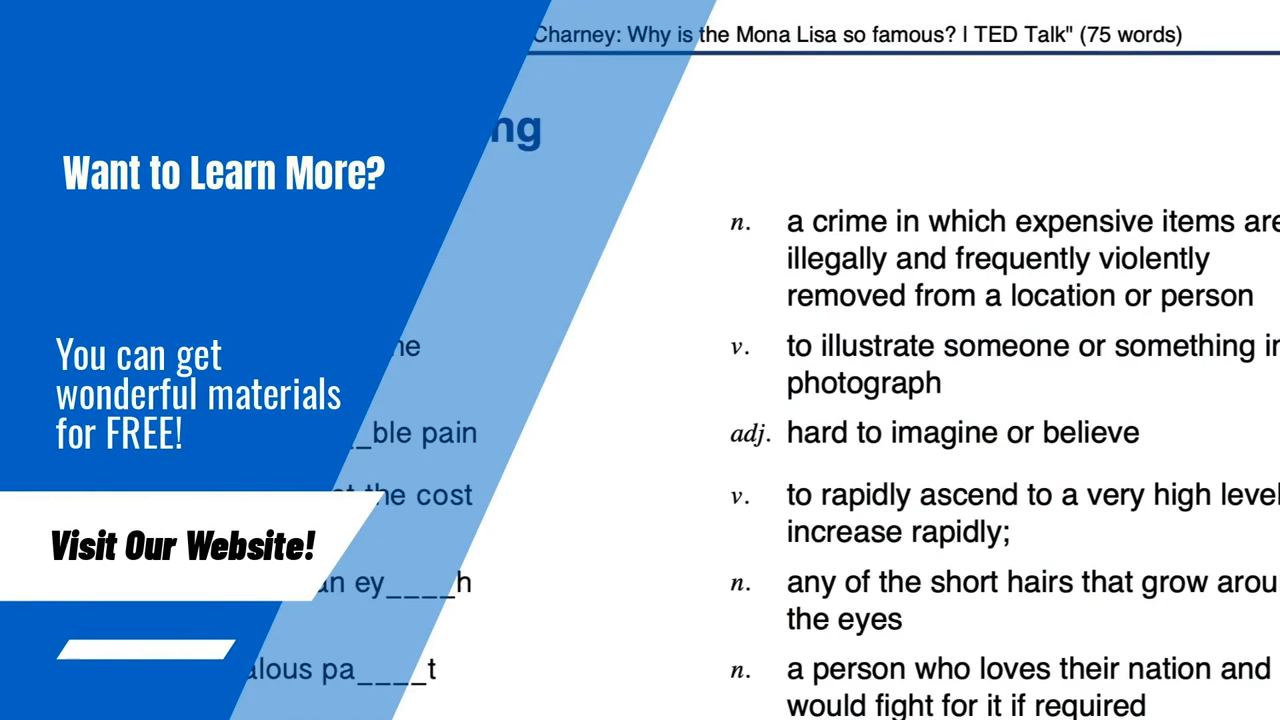 Charney: Why is the Mona Lisa so famous? | TED Talk" (75 words)
ng
Want to Learn More?
You can get
wonderful materials
for FREE!
Visit Our Website!
ne
_ble pain
the cost
an ey____h
alous pa____t
n. a crime in which expensive items are
illegally and frequently violently
removed from a location or person
v. to illustrate someone or something in
photograph
adj. hard to imagine or believe
v. to rapidly ascend to a very high level
increase rapidly;
n. any of the short hairs that grow arou
the eyes
n. a person who loves their nation and
would fight for it if required